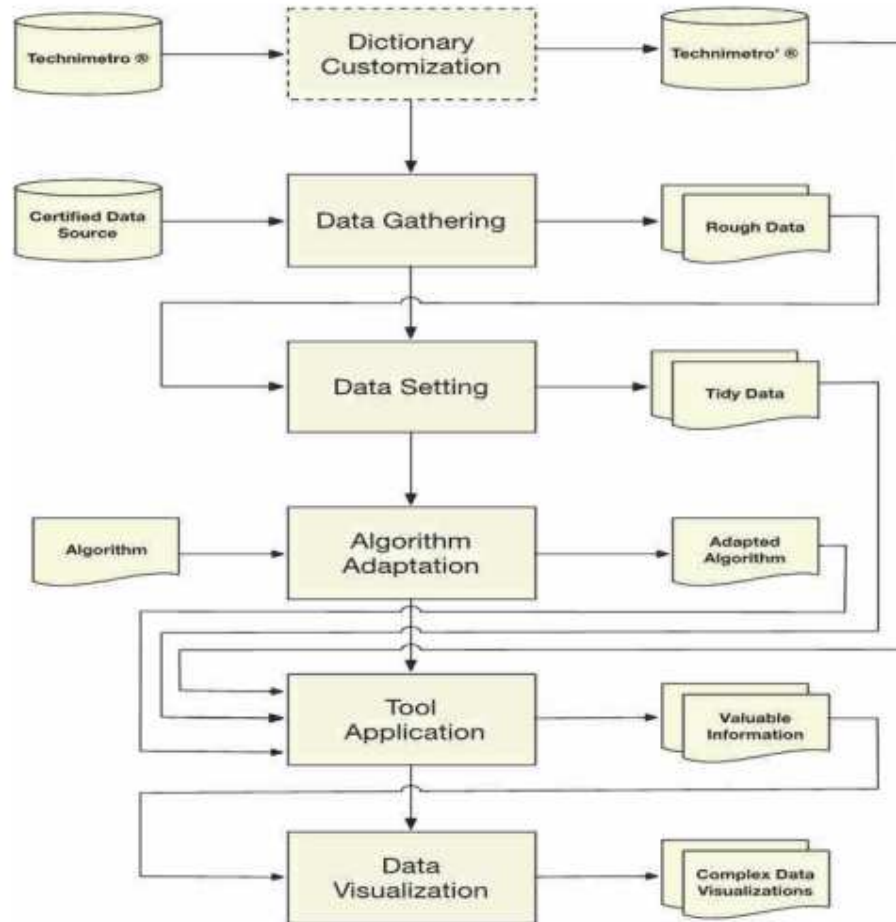 Technimetro ®
Dictionary
Customization
Technimetro' ®
Certified Data
Source
Data Gathering
Rough Data
Data Setting
Tidy Data
Algorithm
Algorithm
Adaptation
Adapted
Algorithm
Tool
Application
Valuable
Information
Data
Visualization
Complex Data
Visualizations